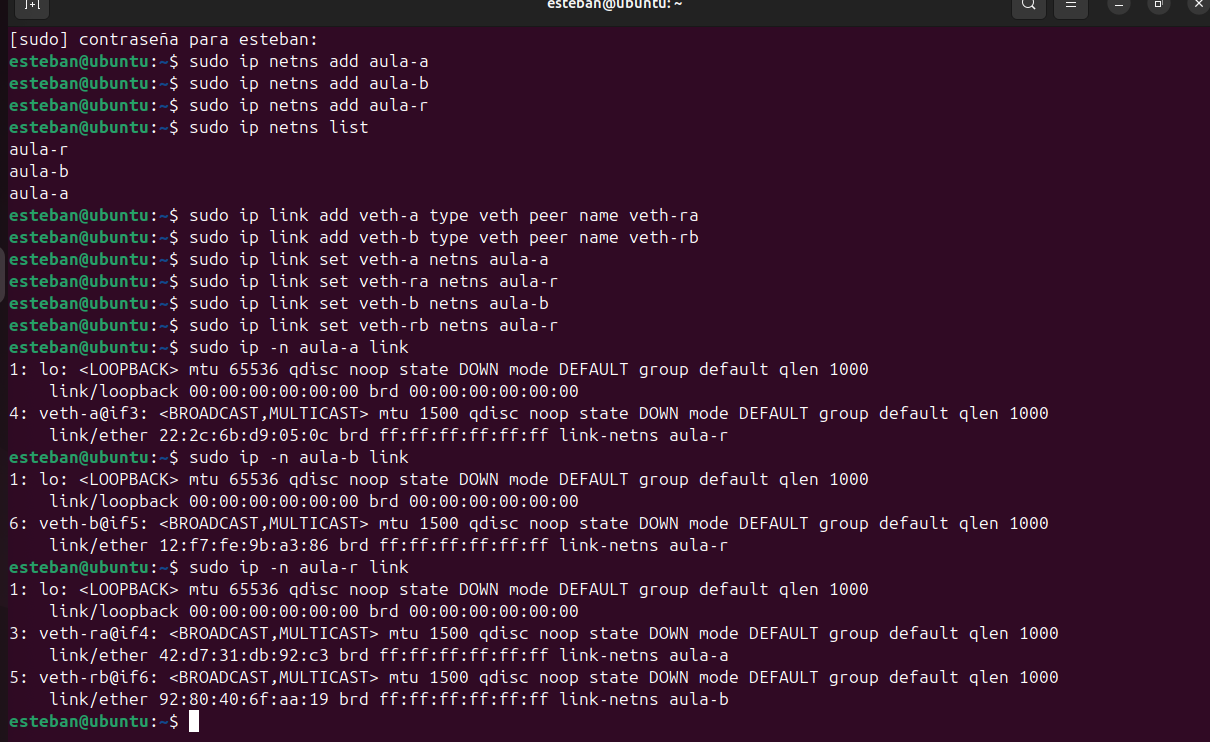 esteban@ubuntu: ~
[sudo] contraseña para esteban:
esteban@ubuntu:~$ sudo ip netns add aula-a
esteban@ubuntu:~$ sudo ip netns add aula-b
esteban@ubuntu:~$ sudo ip netns add aula-r
esteban@ubuntu:~$ sudo ip netns list
aula-r
aula-b
aula-a
esteban@ubuntu:~$ sudo ip link add veth-a type veth peer name veth-ra
esteban@ubuntu:~$ sudo ip link add veth-b type veth peer name veth-rb
esteban@ubuntu:~$ sudo ip link set veth-a netns aula-a
esteban@ubuntu:~$ sudo ip link set veth-ra netns aula-r
esteban@ubuntu:~$ sudo ip link set veth-b netns aula-b
esteban@ubuntu:~$ sudo ip link set veth-rb netns aula-r
esteban@ubuntu:~$ sudo ip -n aula-a link
1: lo: <LOOPBACK> mtu 65536 qdisc noop state DOWN mode DEFAULT group default qlen 1000
    link/loopback 00:00:00:00:00:00 brd 00:00:00:00:00:00
4: veth-a@if3: <BROADCAST,MULTICAST> mtu 1500 qdisc noop state DOWN mode DEFAULT group default qlen 1000
    link/ether 22:2c:6b:d9:05:0c brd ff:ff:ff:ff:ff:ff link-netns aula-r
esteban@ubuntu:~$ sudo ip -n aula-b link
1: lo: <LOOPBACK> mtu 65536 qdisc noop state DOWN mode DEFAULT group default qlen 1000
    link/loopback 00:00:00:00:00:00 brd 00:00:00:00:00:00
6: veth-b@if5: <BROADCAST,MULTICAST> mtu 1500 qdisc noop state DOWN mode DEFAULT group default qlen 1000
    link/ether 12:f7:fe:9b:a3:86 brd ff:ff:ff:ff:ff:ff link-netns aula-r
esteban@ubuntu:~$ sudo ip -n aula-r link
1: lo: <LOOPBACK> mtu 65536 qdisc noop state DOWN mode DEFAULT group default qlen 1000
    link/loopback 00:00:00:00:00:00 brd 00:00:00:00:00:00
3: veth-ra@if4: <BROADCAST,MULTICAST> mtu 1500 qdisc noop state DOWN mode DEFAULT group default qlen 1000
    link/ether 42:d7:31:db:92:c3 brd ff:ff:ff:ff:ff:ff link-netns aula-a
5: veth-rb@if6: <BROADCAST,MULTICAST> mtu 1500 qdisc noop state DOWN mode DEFAULT group default qlen 1000
    link/ether 92:80:40:6f:aa:19 brd ff:ff:ff:ff:ff:ff link-netns aula-b
esteban@ubuntu:~$